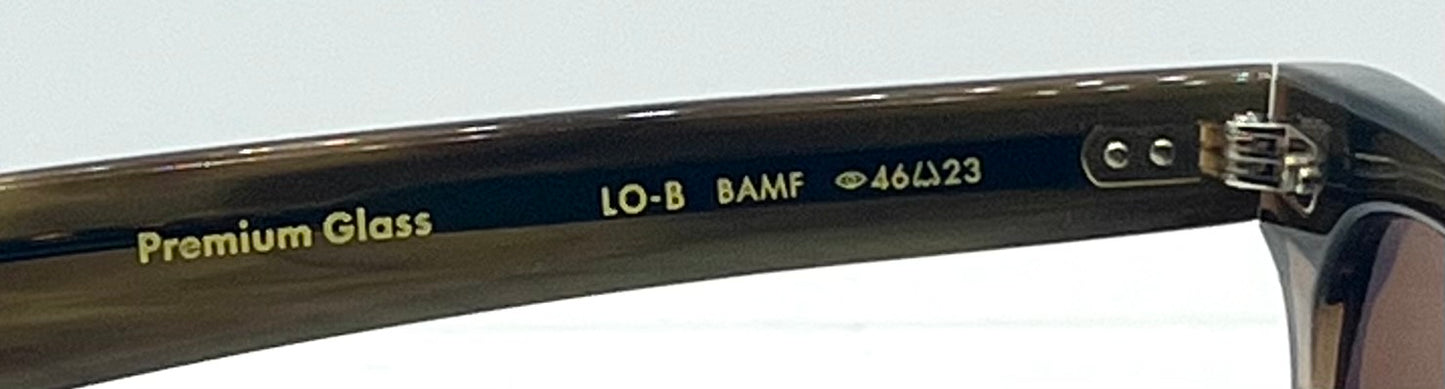 Premium Glass LO-B BAMF 46 23